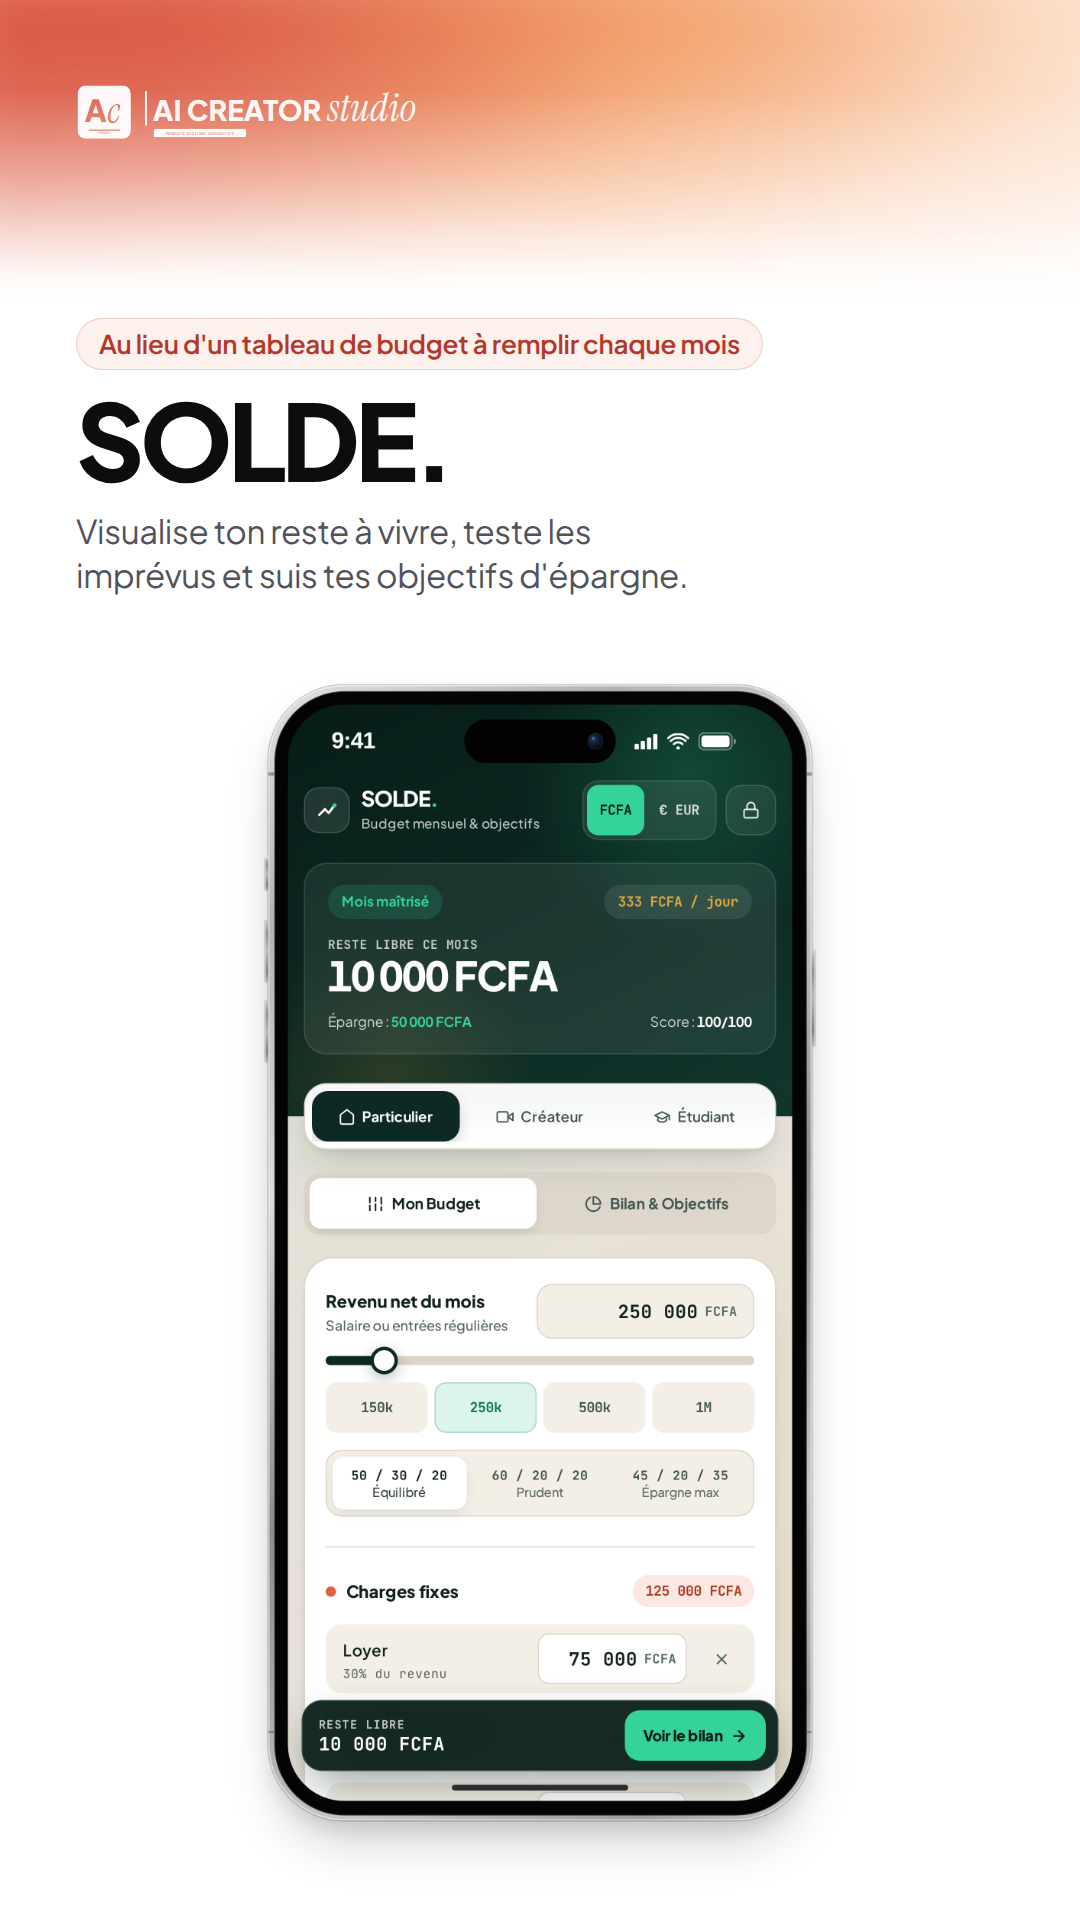 Ac
AI CREATOR studio
Au lieu d'un tableau de budget à remplir chaque mois
SOLDE.
Visualise ton reste à vivre, teste les
imprévus et suis tes objectifs d'épargne.
9:41
SOLDE.
Budget mensuel & objectifs
FCFA
€ EUR
Mois maîtrisé
333 FCFA / jour
RESTE LIBRE CE MOIS
10 000 FCFA
Épargne : 50 000 FCFA
Score : 100/100
Particulier
Créateur
Étudiant
Mon Budget
Bilan & Objectifs
Revenu net du mois
Salaire ou entrées régulières
250 000 FCFA
150k
250k
500k
1M
50 / 30 / 20
Équilibré
60 / 20 / 20
Prudent
45 / 20 / 35
Épargne max
Charges fixes
125 000 FCFA
Loyer
30% du revenu
75 000 FCFA
RESTE LIBRE
10 000 FCFA
Voir le bilan